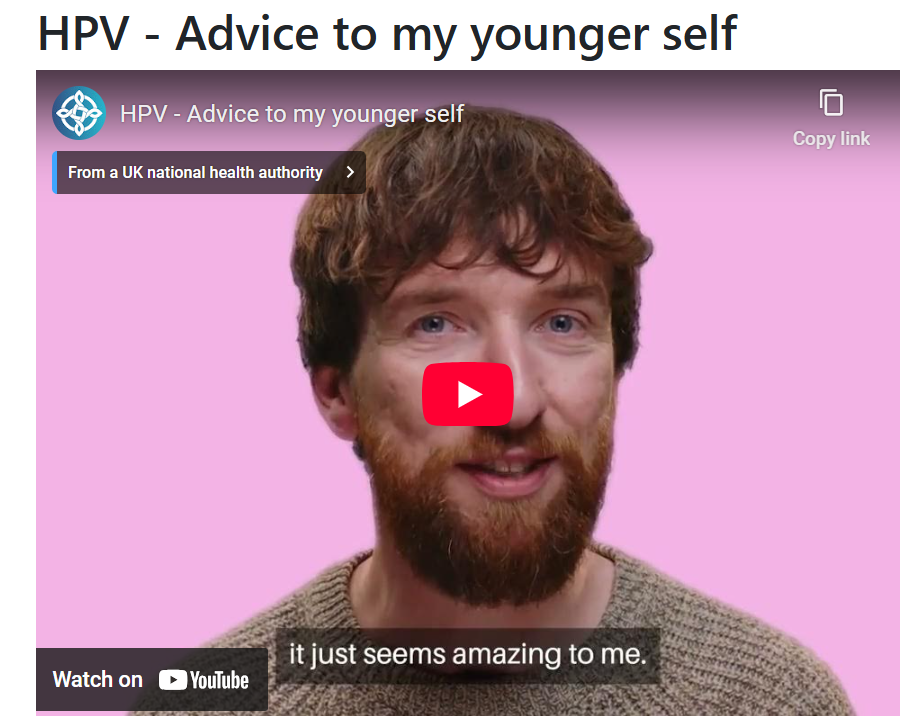 HPV - Advice to my younger self
HPV - Advice to my younger self
Copy link
From a UK national health authority
it just seems amazing to me.
Watch on YouTube